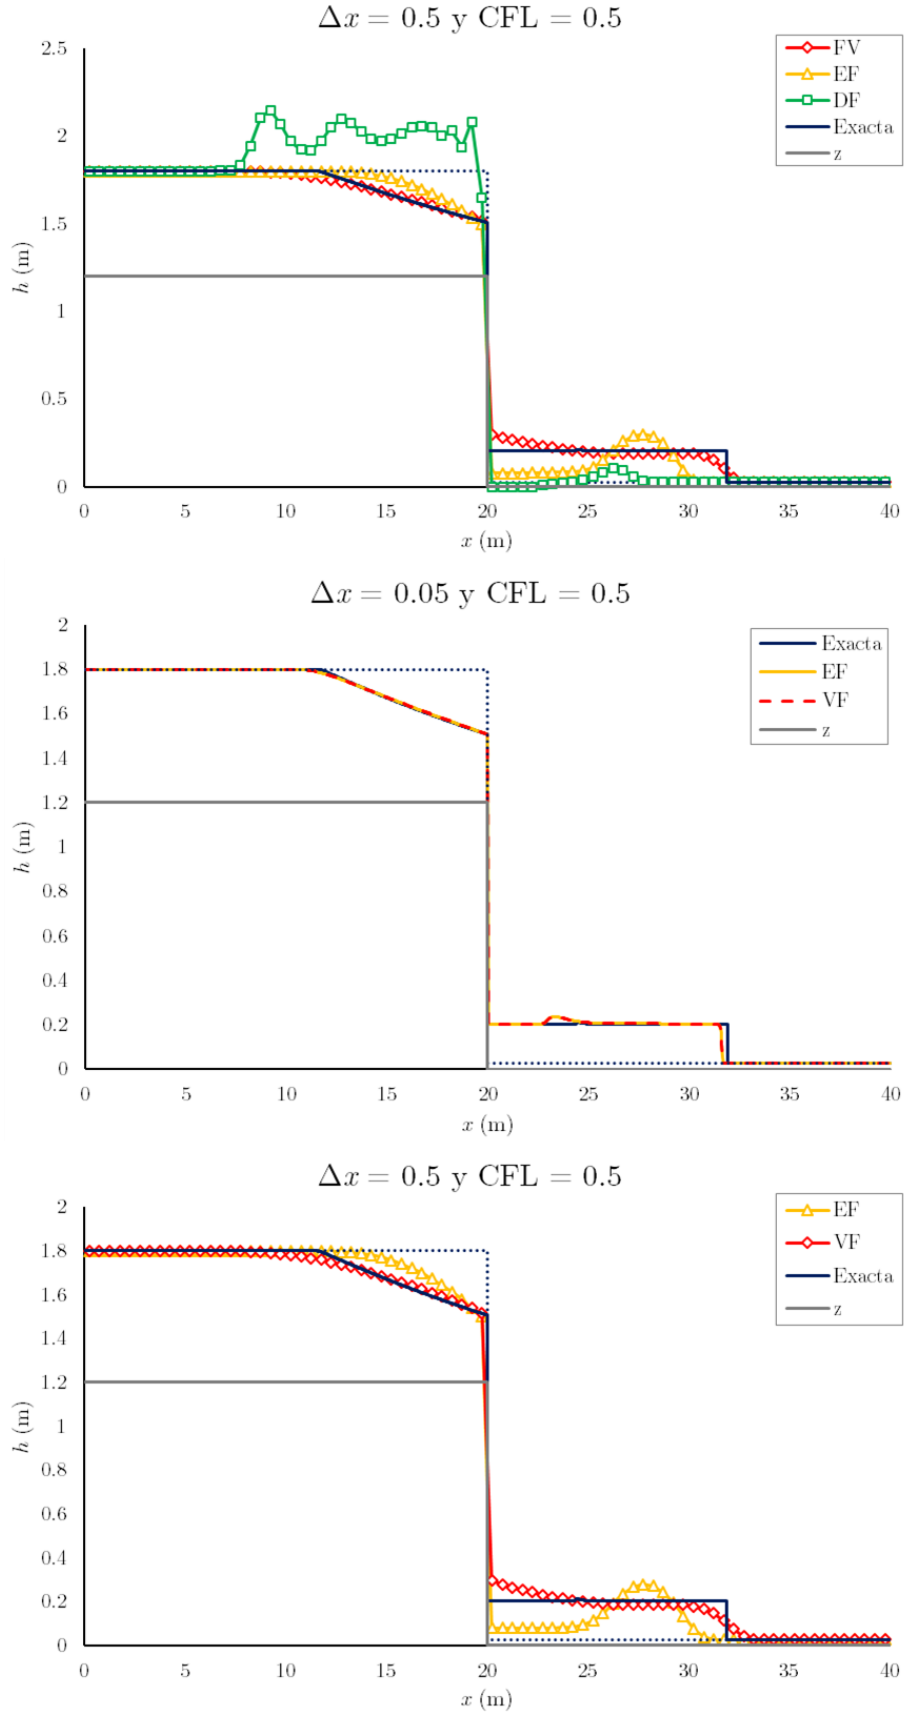 Δx = 0.5 y CFL = 0.5
2.5
2
1.5
1
0.5
0
h (m)
0 5 10 15 20 25 30 35 40
x (m)
FV
EF
DF
Exacta
z
Δx = 0.05 y CFL = 0.5
2
1.8
1.6
1.4
1.2
1
0.8
0.6
0.4
0.2
0
h (m)
0 5 10 15 20 25 30 35 40
x (m)
Exacta
EF
VF
z
Δx = 0.5 y CFL = 0.5
2
1.8
1.6
1.4
1.2
1
0.8
0.6
0.4
0.2
0
h (m)
0 5 10 15 20 25 30 35 40
x (m)
EF
VF
Exacta
z